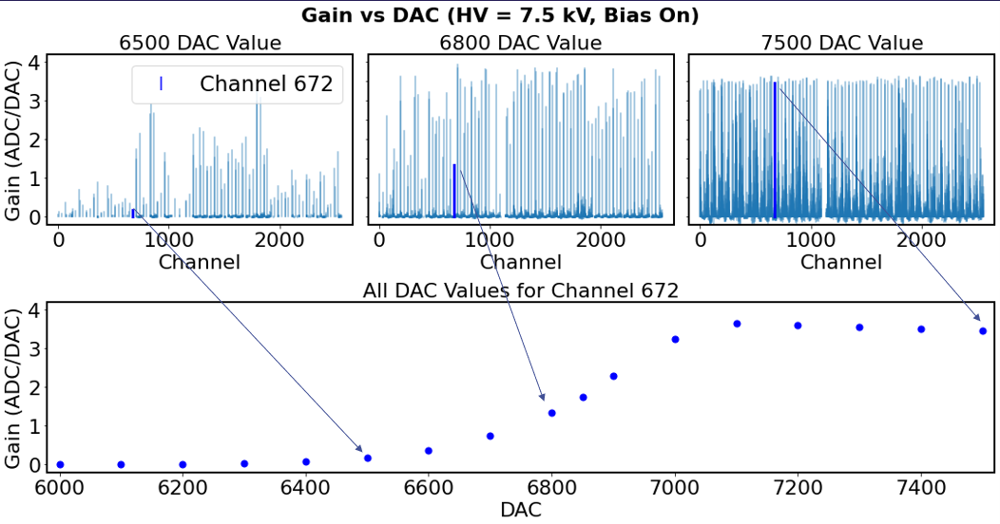 Gain vs DAC (HV = 7.5 kV, Bias On)
6500 DAC Value
6800 DAC Value
7500 DAC Value
Gain (ADC/DAC)
4
3
2
1
0
Channel 672
0 1000 2000
0 1000 2000
0 1000 2000
Channel
Channel
Channel
All DAC Values for Channel 672
Gain (ADC/DAC)
4
3
2
1
0
6000 6200 6400 6600 6800 7000 7200 7400
DAC